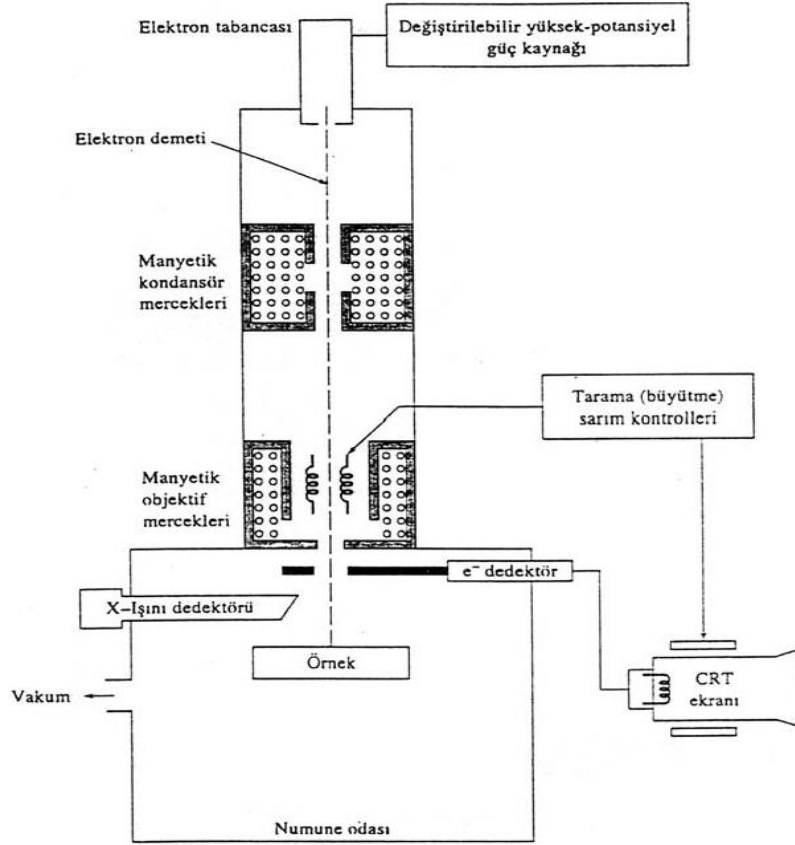 Elektron tabancası
Değiştirilebilir yüksek-potansiyel
güç kaynağı
Elektron demeti
Manyetik
kondansör
mercekleri
Tarama (büyütme)
sarım kontrolleri
Manyetik
objektif
mercekleri
e⁻ dedektör
X–Işını dedektörü
Örnek
CRT
ekranı
Vakum
Numune odası